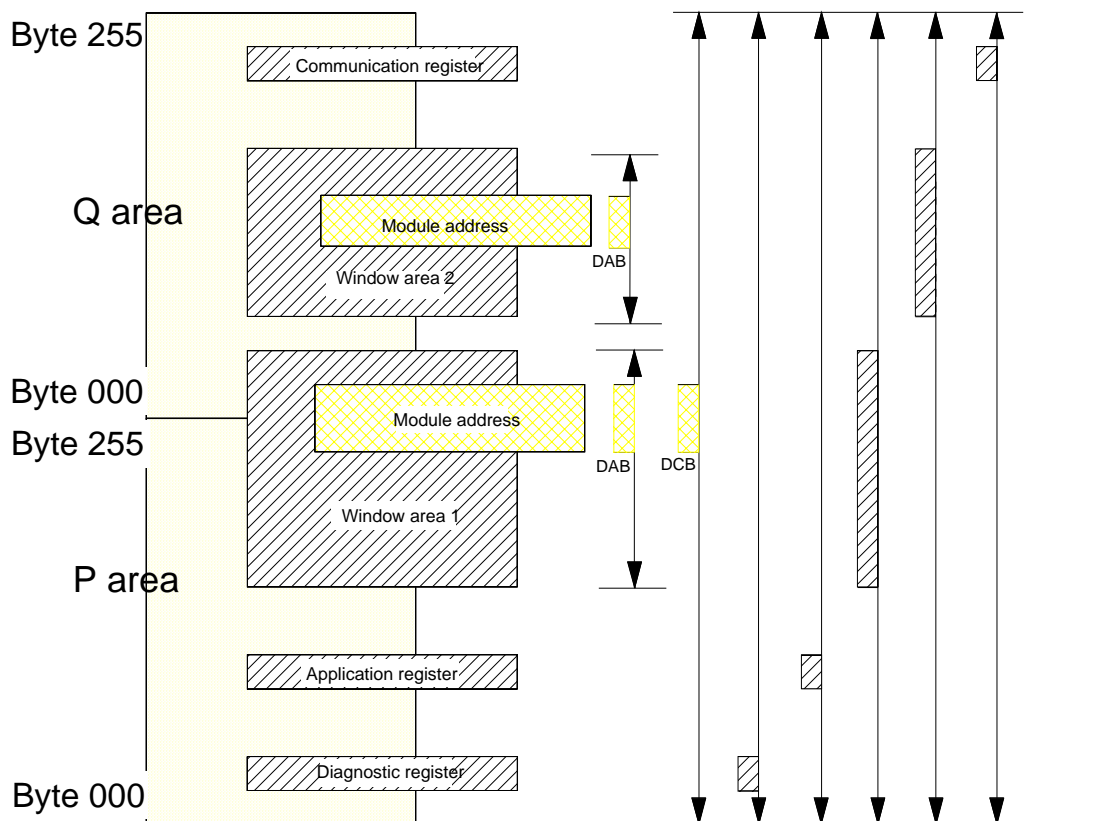 Byte 255
Communication register
Q area
Module address
DAB
Window area 2
Byte 000
Module address
Byte 255
DAB
DCB
Window area 1
P area
Application register
Diagnostic register
Byte 000